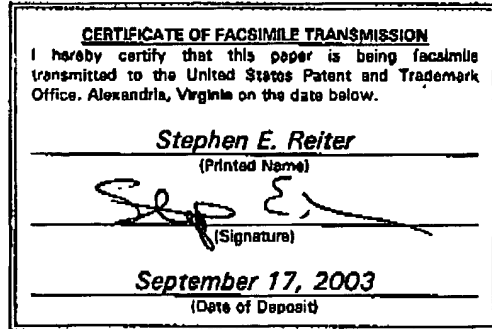 CERTIFICATE OF FACSIMILE TRANSMISSION
I hereby certify that this paper is being facsimile
transmitted to the United States Patent and Trademark
Office, Alexandria, Virginia on the date below.
Stephen E. Reiter
(Printed Name)
(Signature)
September 17, 2003
(Date of Deposit)